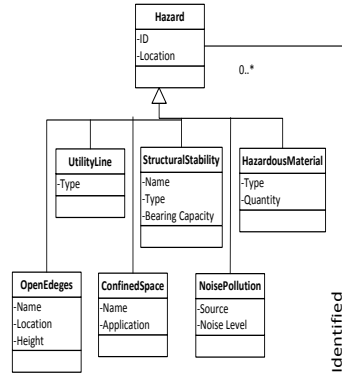 Hazard
-ID
-Location
0..*
UtilityLine
-Type
StructuralStability
-Name
-Type
-Bearing Capacity
HazardousMaterial
-Type
-Quantity
OpenEdeges
-Name
-Location
-Height
ConfinedSpace
-Name
-Application
NoisePollution
-Source
-Noise Level
Identified